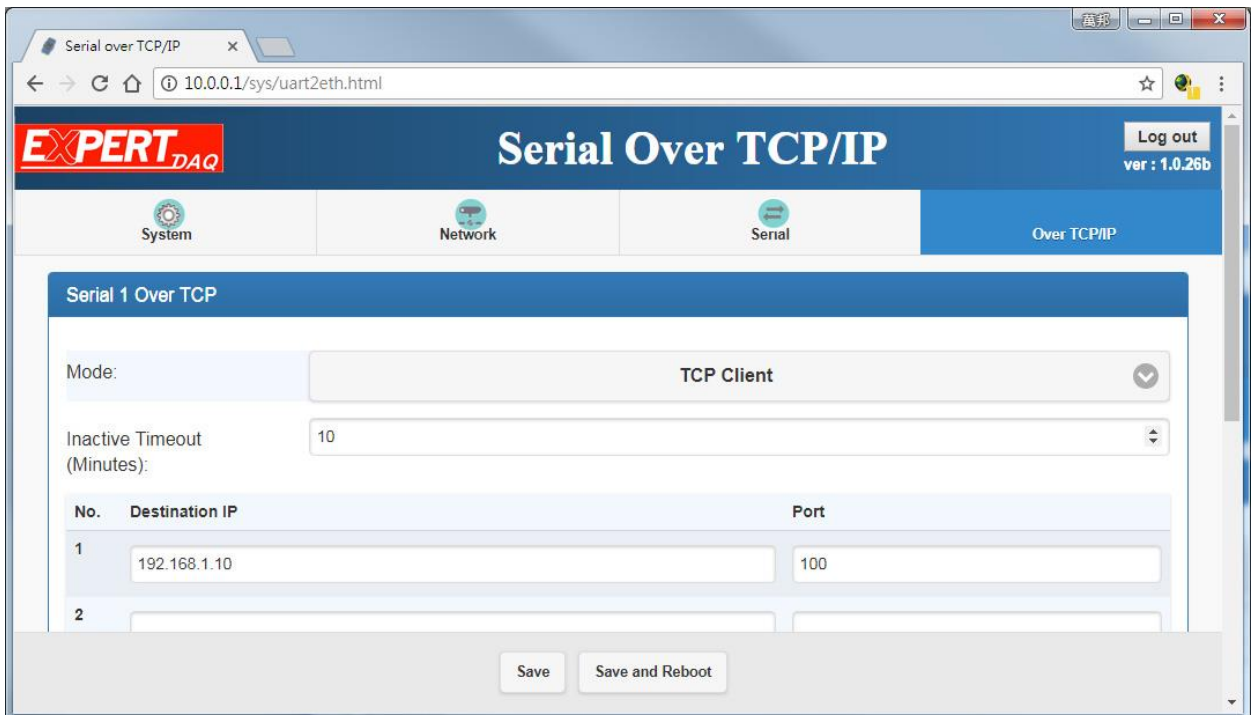 萬邦
Serial over TCP/IP
10.0.0.1/sys/uart2eth.html
EXPERT DAQ
Serial Over TCP/IP
Log out
ver : 1.0.26b
System
Network
Serial
Over TCP/IP
Serial 1 Over TCP
Mode:
TCP Client
Inactive Timeout
(Minutes):
10
No. Destination IP Port
1 192.168.1.10 100
2
Save
Save and Reboot